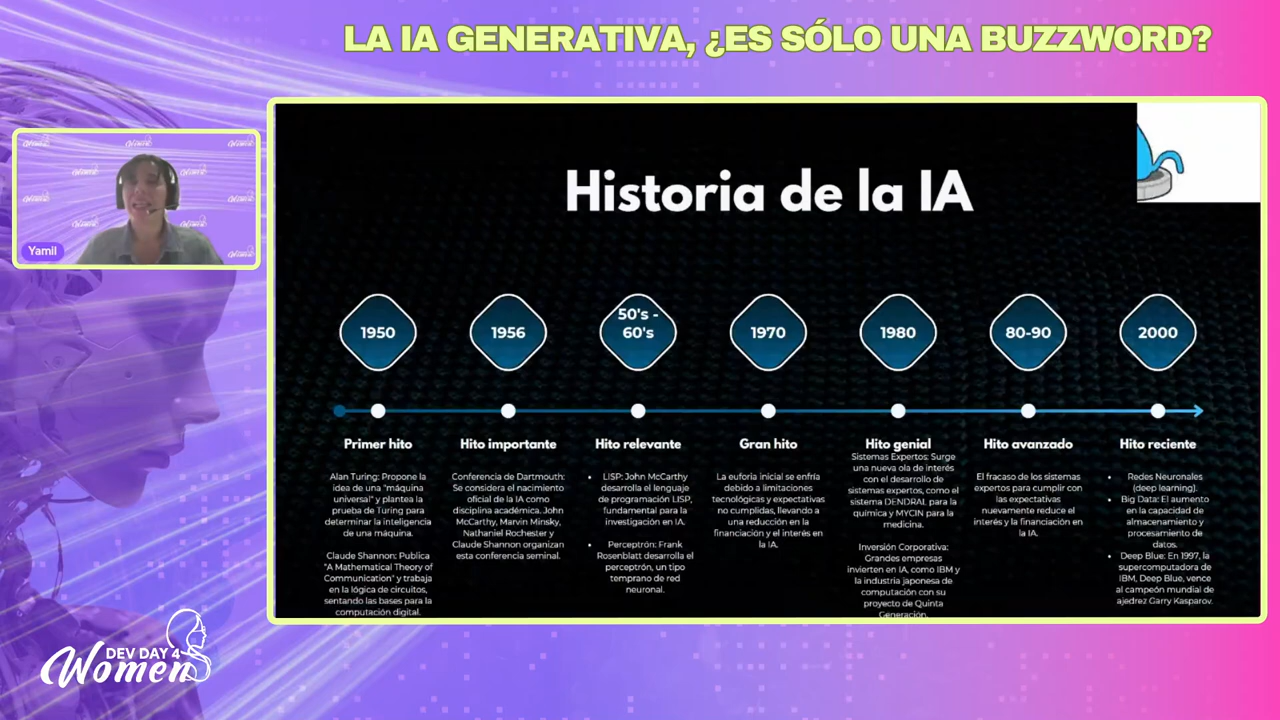 LA IA GENERATIVA, ¿ES SÓLO UNA BUZZWORD?
Women
Women
Women
Women
Women
Women
Women
Women
Yamil
Historia de la IA
1950
Primer hito
Alan Turing: Propone la
idea de una "máquina
universal" y plantea la
prueba de Turing para
determinar la inteligencia
de una máquina.
Claude Shannon: Publica
"A Mathematical Theory of
Communication" y trabaja
en la lógica de circuitos,
sentando las bases para la
computación digital.
1956
Hito importante
Conferencia de Dartmouth:
Se considera el nacimiento
oficial de la IA como
disciplina académica. John
McCarthy, Marvin Minsky,
Nathaniel Rochester y
Claude Shannon organizan
esta conferencia seminal.
50's -
60's
Hito relevante
• LISP: John McCarthy
desarrolla el lenguaje
de programación LISP,
fundamental para la
investigación en IA.
• Perceptrón: Frank
Rosenblatt desarrolla el
perceptrón, un tipo
temprano de red
neuronal.
1970
Gran hito
La euforia inicial se enfría
debido a limitaciones
tecnológicas y expectativas
no cumplidas, llevando a
una reducción en la
financiación y el interés en
la IA.
1980
Hito genial
Sistemas Expertos: Surge
una nueva ola de interés
con el desarrollo de
sistemas expertos, como el
sistema DENDRAL para la
química y MYCIN para la
medicina.
Inversión Corporativa:
Grandes empresas
invierten en IA, como IBM y
la industria japonesa de
computación con su
proyecto de Quinta
Generación.
80-90
Hito avanzado
El fracaso de los sistemas
expertos para cumplir con
las expectativas
nuevamente reduce el
interés y la financiación en
la IA.
2000
Hito reciente
• Redes Neuronales
(deep learning).
• Big Data: El aumento
en la capacidad de
almacenamiento y
procesamiento de
datos.
• Deep Blue: En 1997, la
supercomputadora de
IBM, Deep Blue, vence
al campeón mundial de
ajedrez Garry Kasparov.
DEV DAY 4
Women